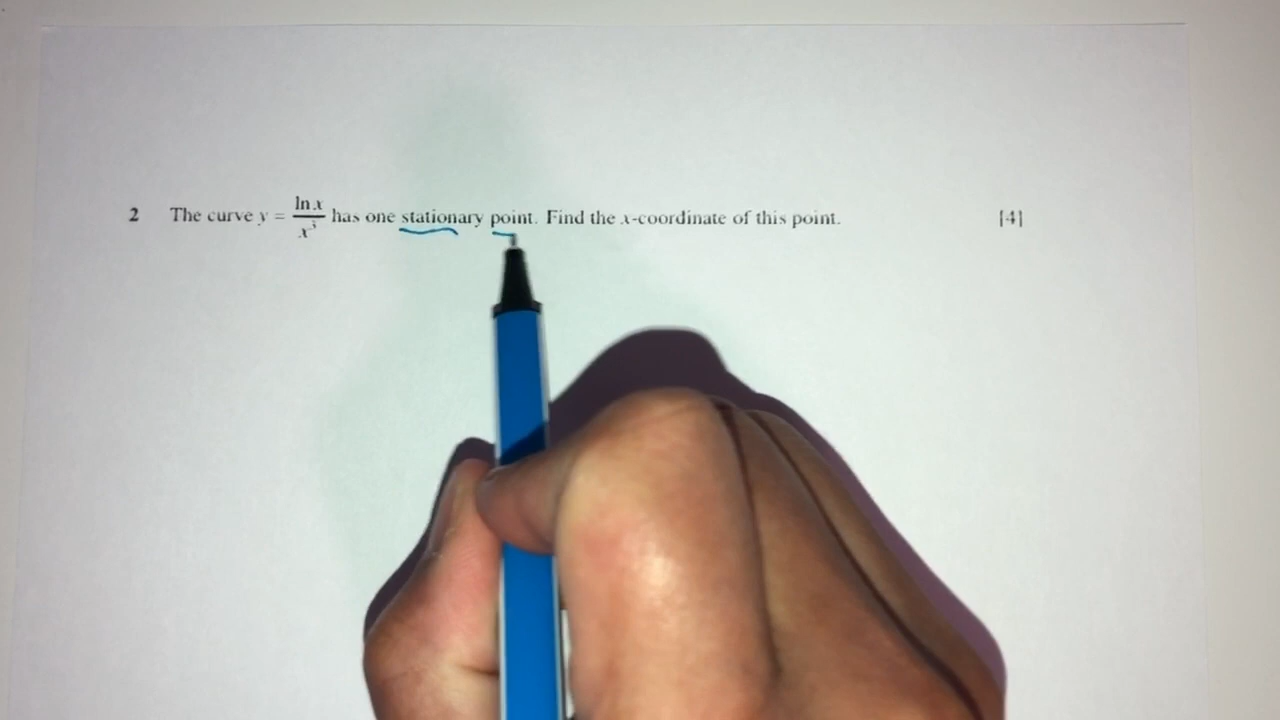 2 The curve y = ln x / x³ has one stationary point. Find the x-coordinate of this point. [4]